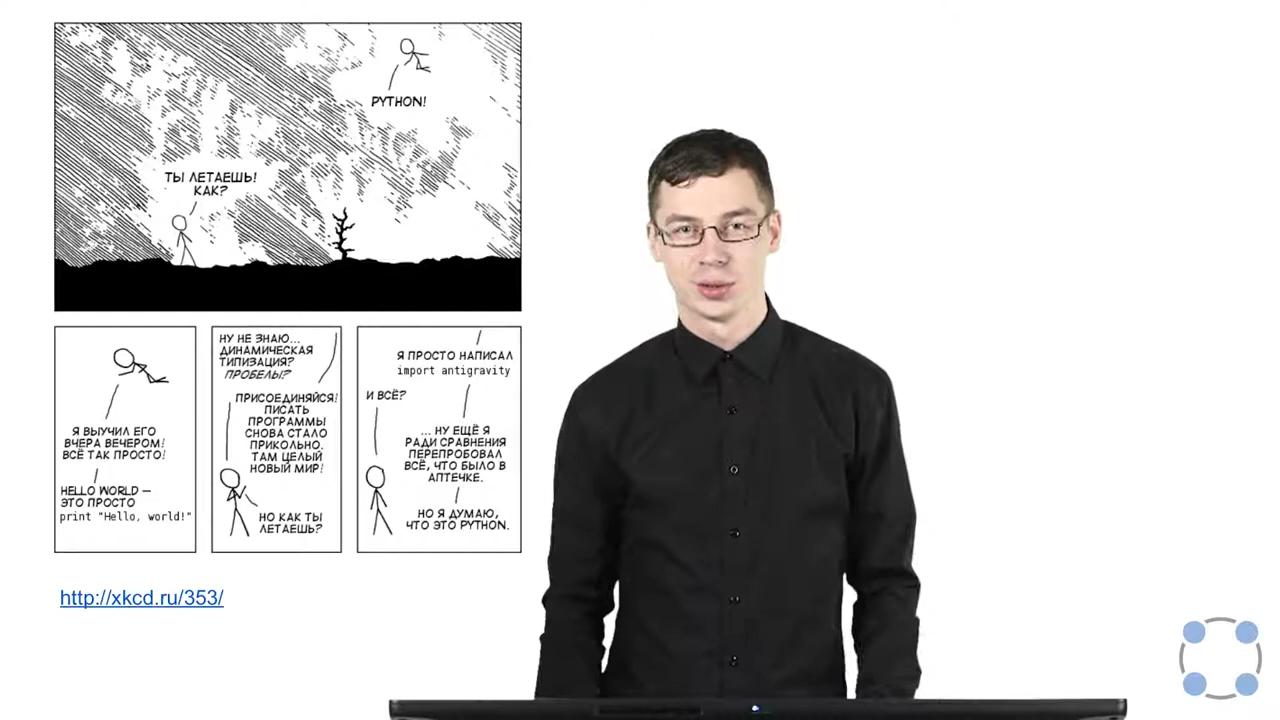 PYTHON!
ТЫ ЛЕТАЕШЬ!
КАК?
Я ВЫУЧИЛ ЕГО
ВЧЕРА ВЕЧЕРОМ!
ВСЁ ТАК ПРОСТО!
HELLO WORLD —
ЭТО ПРОСТО
print "Hello, world!"
НУ НЕ ЗНАЮ...
ДИНАМИЧЕСКАЯ
ТИПИЗАЦИЯ?
ПРОБЕЛЫ?
ПРИСОЕДИНЯЙСЯ!
ПИСАТЬ
ПРОГРАММЫ
СНОВА СТАЛО
ПРИКОЛЬНО.
ТАМ ЦЕЛЫЙ
НОВЫЙ МИР!
НО КАК ТЫ
ЛЕТАЕШЬ?
Я ПРОСТО НАПИСАЛ
import antigravity
И ВСЁ?
... НУ ЕЩЁ Я
РАДИ СРАВНЕНИЯ
ПЕРЕПРОБОВАЛ
ВСЁ, ЧТО БЫЛО В
АПТЕЧКЕ.
НО Я ДУМАЮ,
ЧТО ЭТО PYTHON.
http://xkcd.ru/353/